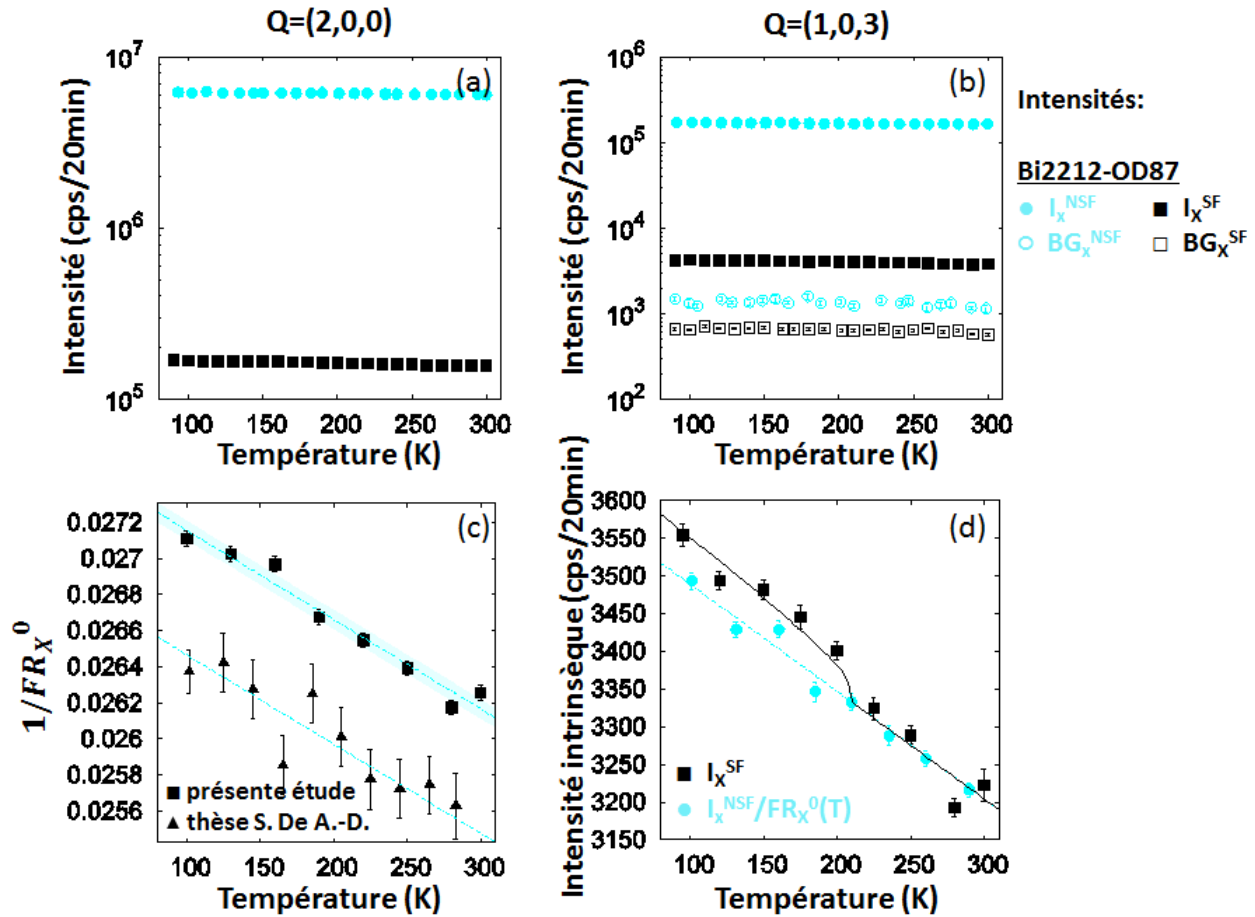 Q=(2,0,0)
Q=(1,0,3)
(a)
(b)
Intensité (cps/20min)
10⁷
10⁶
10⁵
100 150 200 250 300
Température (K)
Intensité (cps/20min)
10⁶
10⁵
10⁴
10³
10²
100 150 200 250 300
Température (K)
Intensités:
Bi2212-OD87
Iₓᴺˢᶠ
I_X^SF
BGₓᴺˢᶠ
BG_X^SF
(c)
1/FR_X^0
0.0272
0.027
0.0268
0.0266
0.0264
0.0262
0.026
0.0258
0.0256
présente étude
thèse S. De A.-D.
100 150 200 250 300
Température (K)
(d)
Intensité intrinsèque (cps/20min)
3600
3550
3500
3450
3400
3350
3300
3250
3200
3150
I_X^SF
I_X^NSF/FR_X^0(T)
100 150 200 250 300
Température (K)